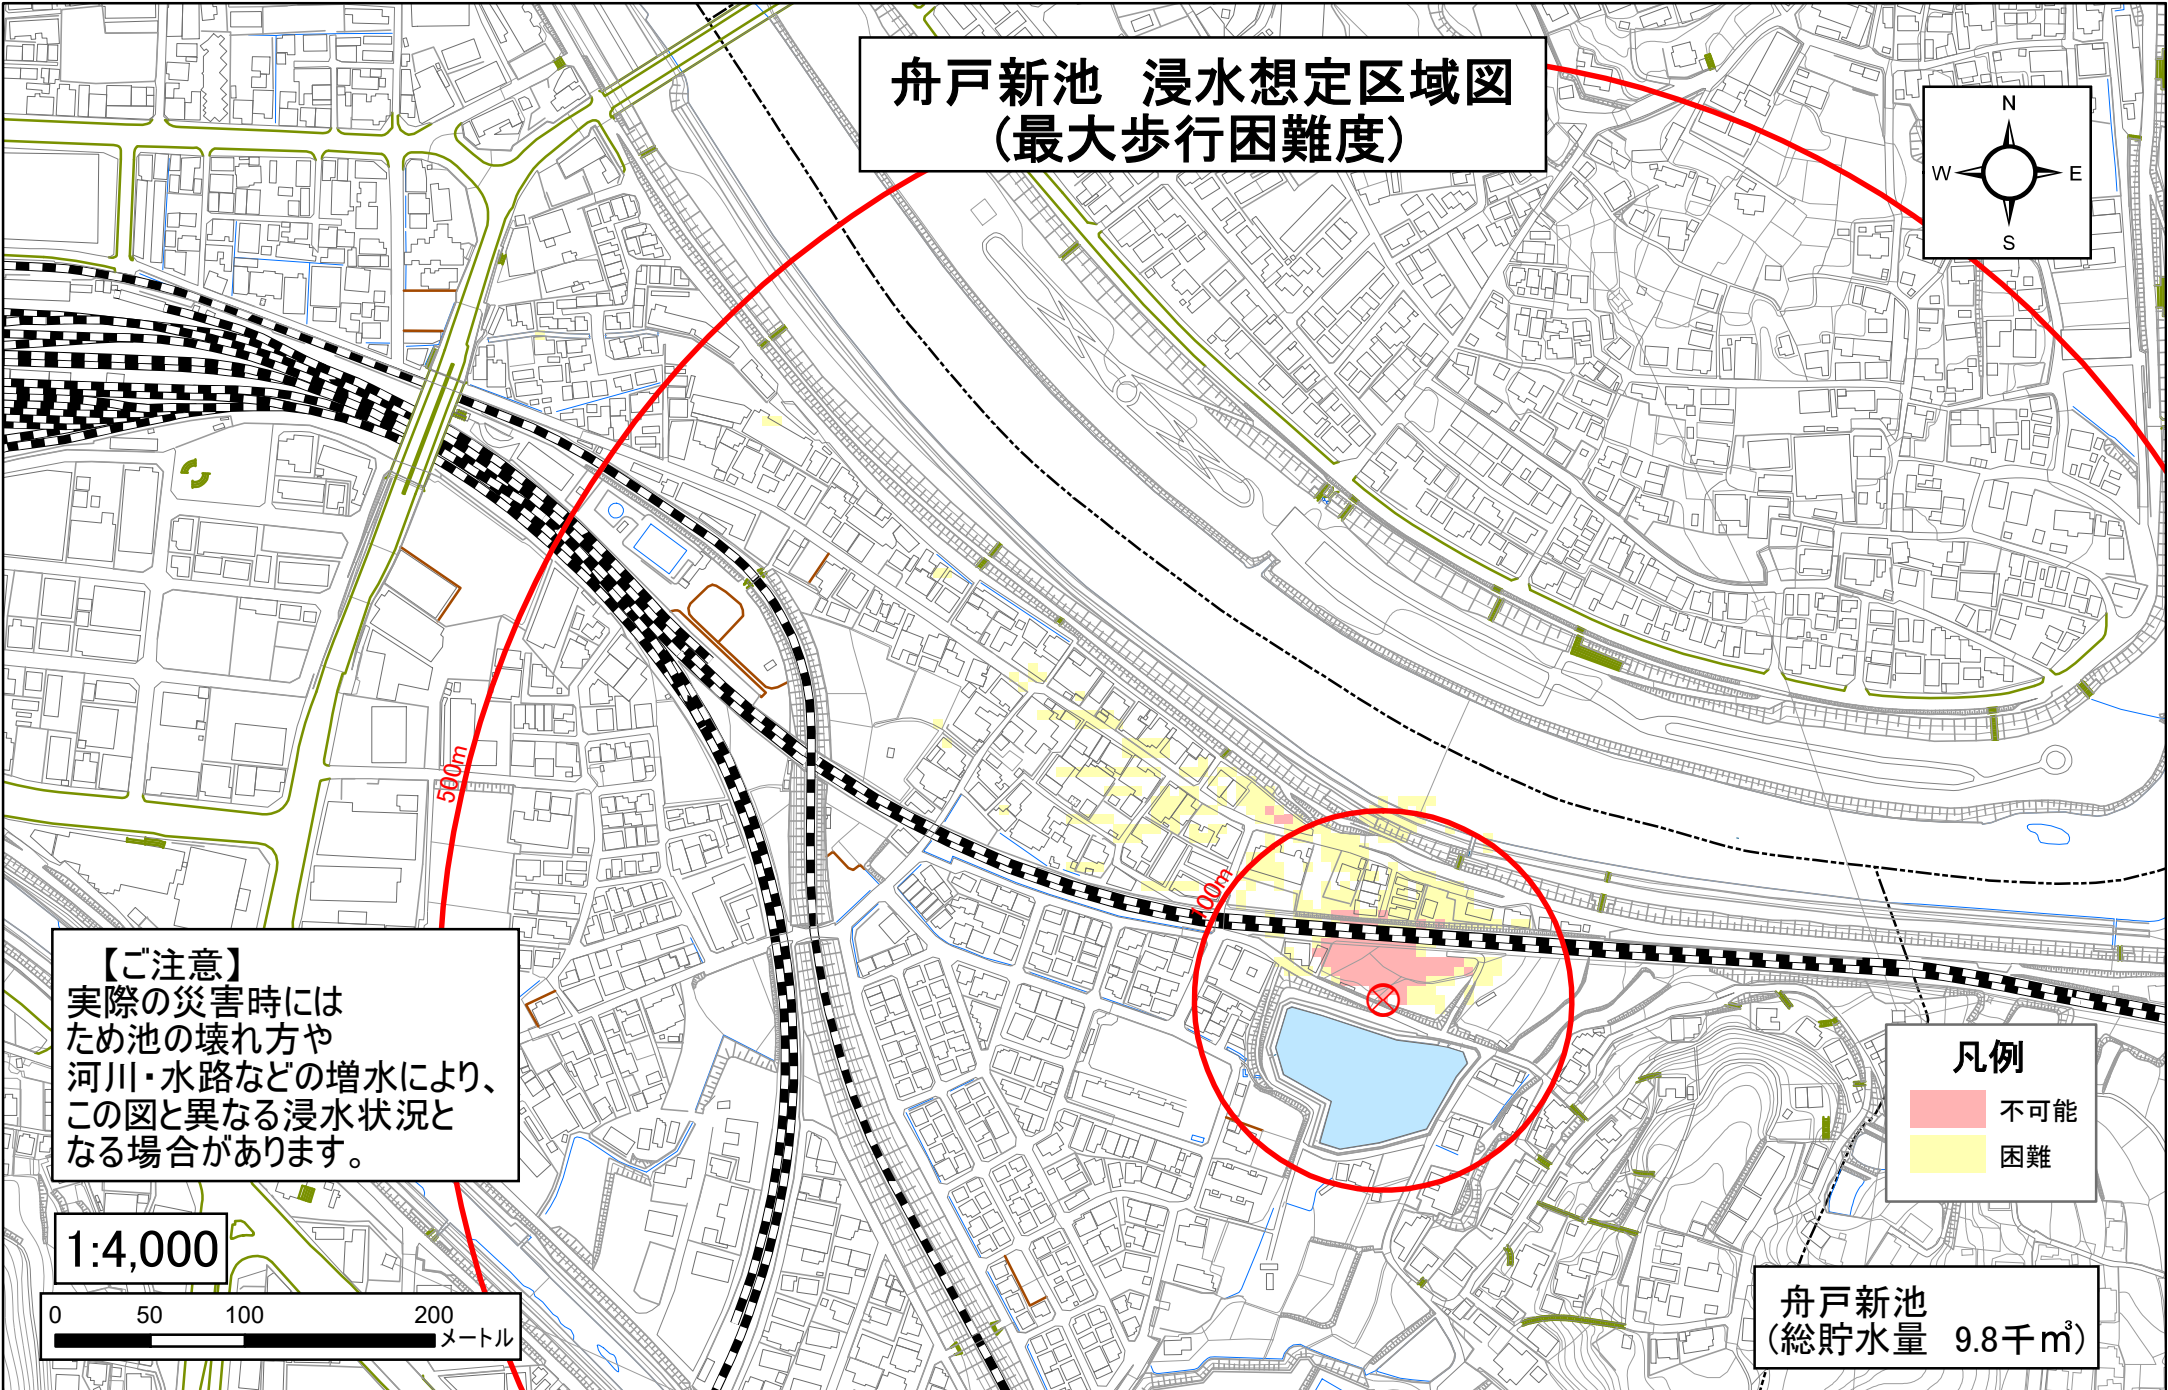 舟戸新池　浸水想定区域図
(最大歩行困難度)
N
W
E
S
500m
100m
【ご注意】
実際の災害時には
ため池の壊れ方や
河川・水路などの増水により、
この図と異なる浸水状況と
なる場合があります。
1:4,000
0 50 100 200
メートル
凡例
不可能
困難
舟戸新池
(総貯水量　9.8千㎥)